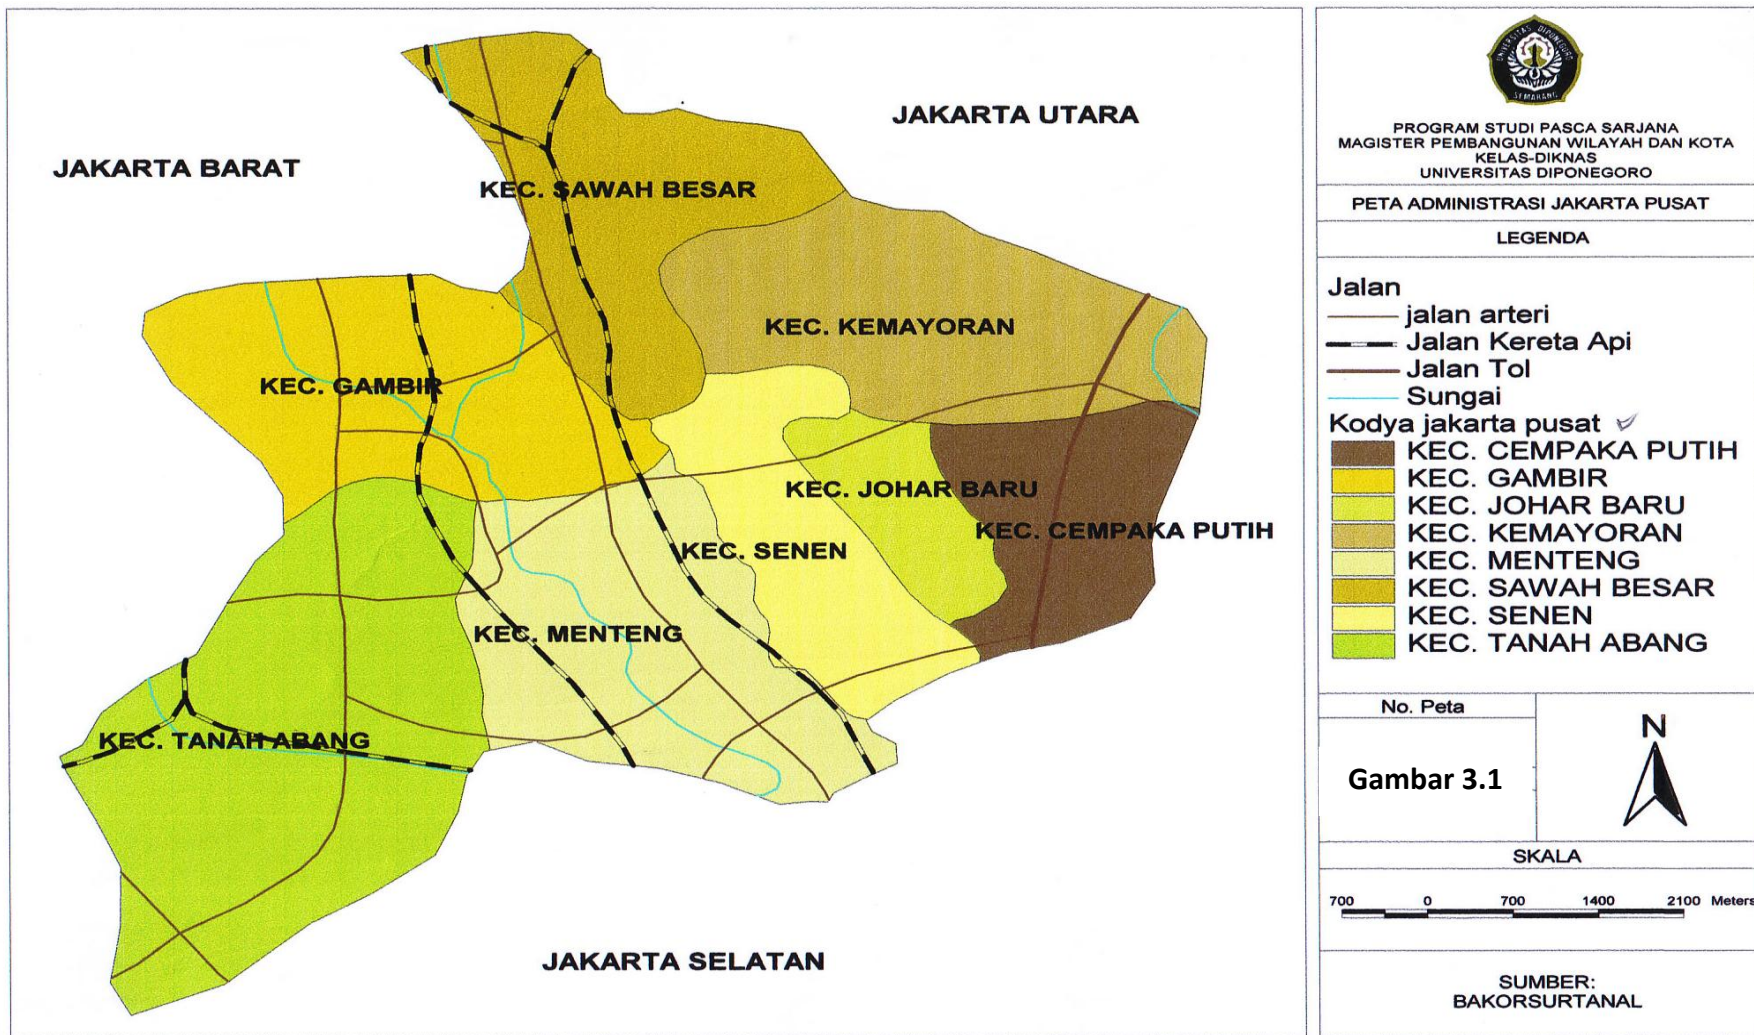 JAKARTA UTARA
JAKARTA BARAT
KEC. SAWAH BESAR
KEC. KEMAYORAN
KEC. GAMBIR
KEC. JOHAR BARU
KEC. CEMPAKA PUTIH
KEC. SENEN
KEC. MENTENG
KEC. TANAH ABANG
JAKARTA SELATAN
UNIVERSITAS DIPONEGORO
SEMARANG
PROGRAM STUDI PASCA SARJANA
MAGISTER PEMBANGUNAN WILAYAH DAN KOTA
KELAS-DIKNAS
UNIVERSITAS DIPONEGORO
PETA ADMINISTRASI JAKARTA PUSAT
LEGENDA
Jalan
jalan arteri
Jalan Kereta Api
Jalan Tol
Sungai
Kodya jakarta pusat
KEC. CEMPAKA PUTIH
KEC. GAMBIR
KEC. JOHAR BARU
KEC. KEMAYORAN
KEC. MENTENG
KEC. SAWAH BESAR
KEC. SENEN
KEC. TANAH ABANG
No. Peta
Gambar 3.1
N
SKALA
700 0 700 1400 2100 Meters
SUMBER:
BAKORSURTANAL